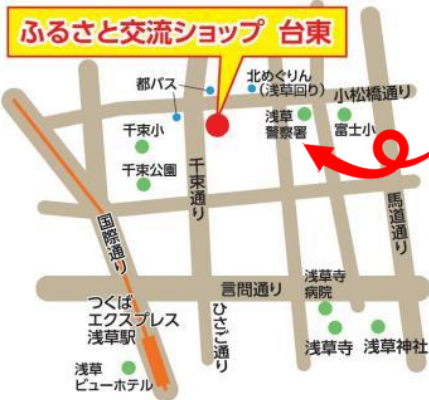 ふるさと交流ショップ 台東
都バス
北めぐりん
(浅草回り)
小松橋通り
千束小
浅草
警察署
富士小
千束公園
千束通り
馬道通り
国際通り
言問通り
浅草寺
病院
つくば
エクスプレス
浅草駅
ひさご通り
浅草寺
浅草神社
浅草
ビューホテル